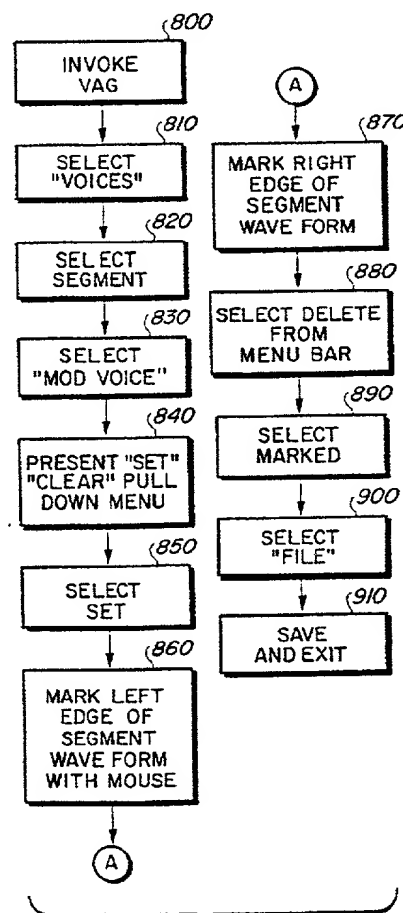 800
INVOKE
VAG
810
SELECT
"VOICES"
820
SELECT
SEGMENT
830
SELECT
"MOD VOICE"
840
PRESENT "SET"
"CLEAR" PULL
DOWN MENU
850
SELECT
SET
860
MARK LEFT
EDGE OF
SEGMENT
WAVE FORM
WITH MOUSE
A
A
870
MARK RIGHT
EDGE OF
SEGMENT
WAVE FORM
880
SELECT DELETE
FROM
MENU BAR
890
SELECT
MARKED
900
SELECT
"FILE"
910
SAVE
AND EXIT